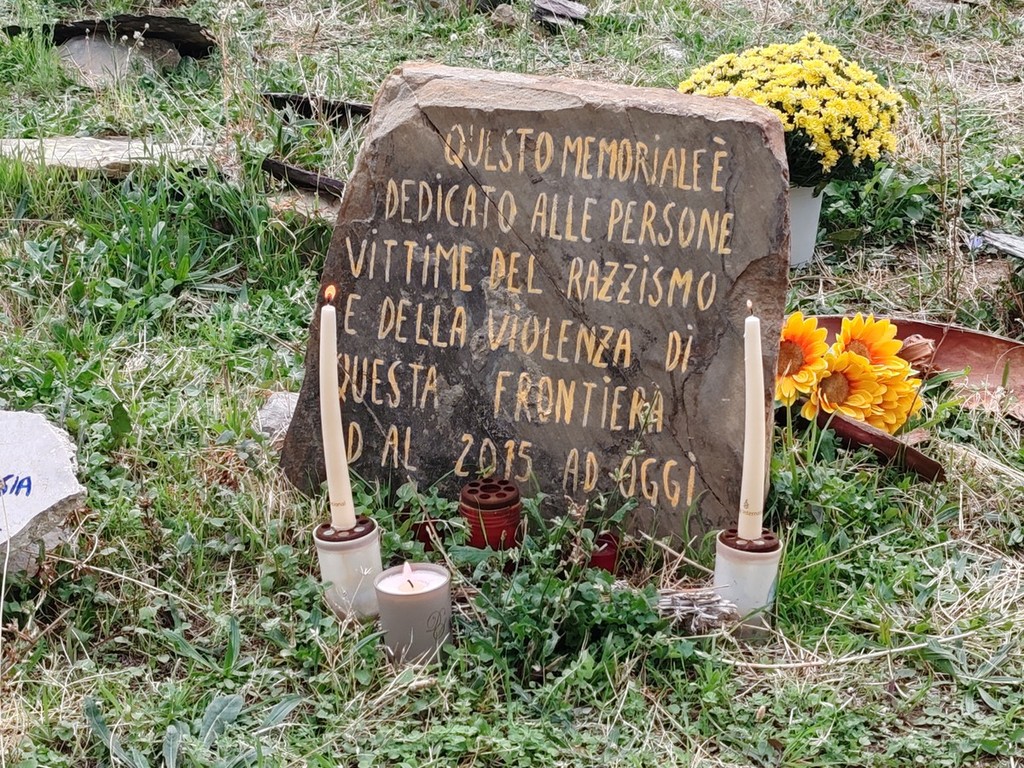 QUESTO MEMORIALE È
DEDICATO ALLE PERSONE
VITTIME DEL RAZZISMO
E DELLA VIOLENZA DI
QUESTA FRONTIERA
DAL 2015 AD OGGI